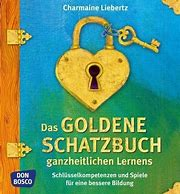 Charmaine Liebertz
Das GOLDENE
SCHATZBUCH
ganzheitlichen Lernens
Schlüsselkompetenzen und Spiele
für eine bessere Bildung
DON
BOSCO